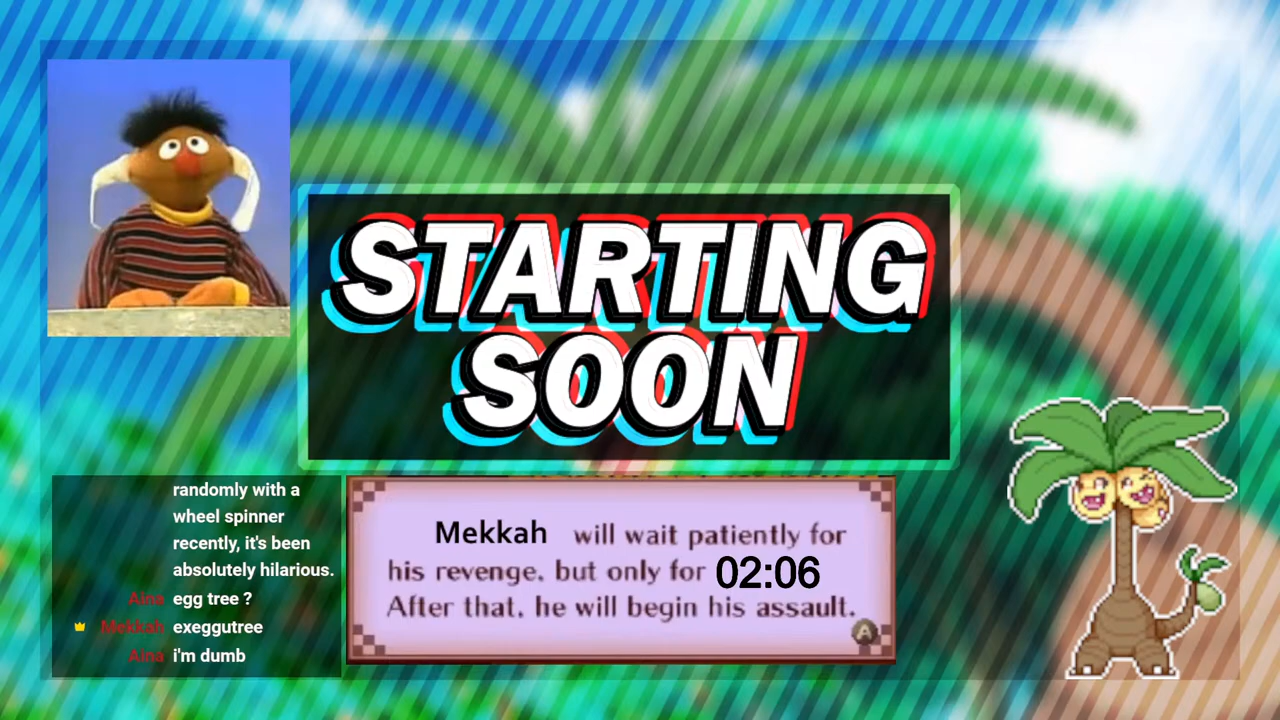 STARTING
SOON
randomly with a
wheel spinner
recently, it's been
absolutely hilarious.
Aina egg tree ?
Mekkah exeggutree
Aina i'm dumb
Mekkah will wait patiently for
his revenge, but only for 02:06
After that, he will begin his assault.
A